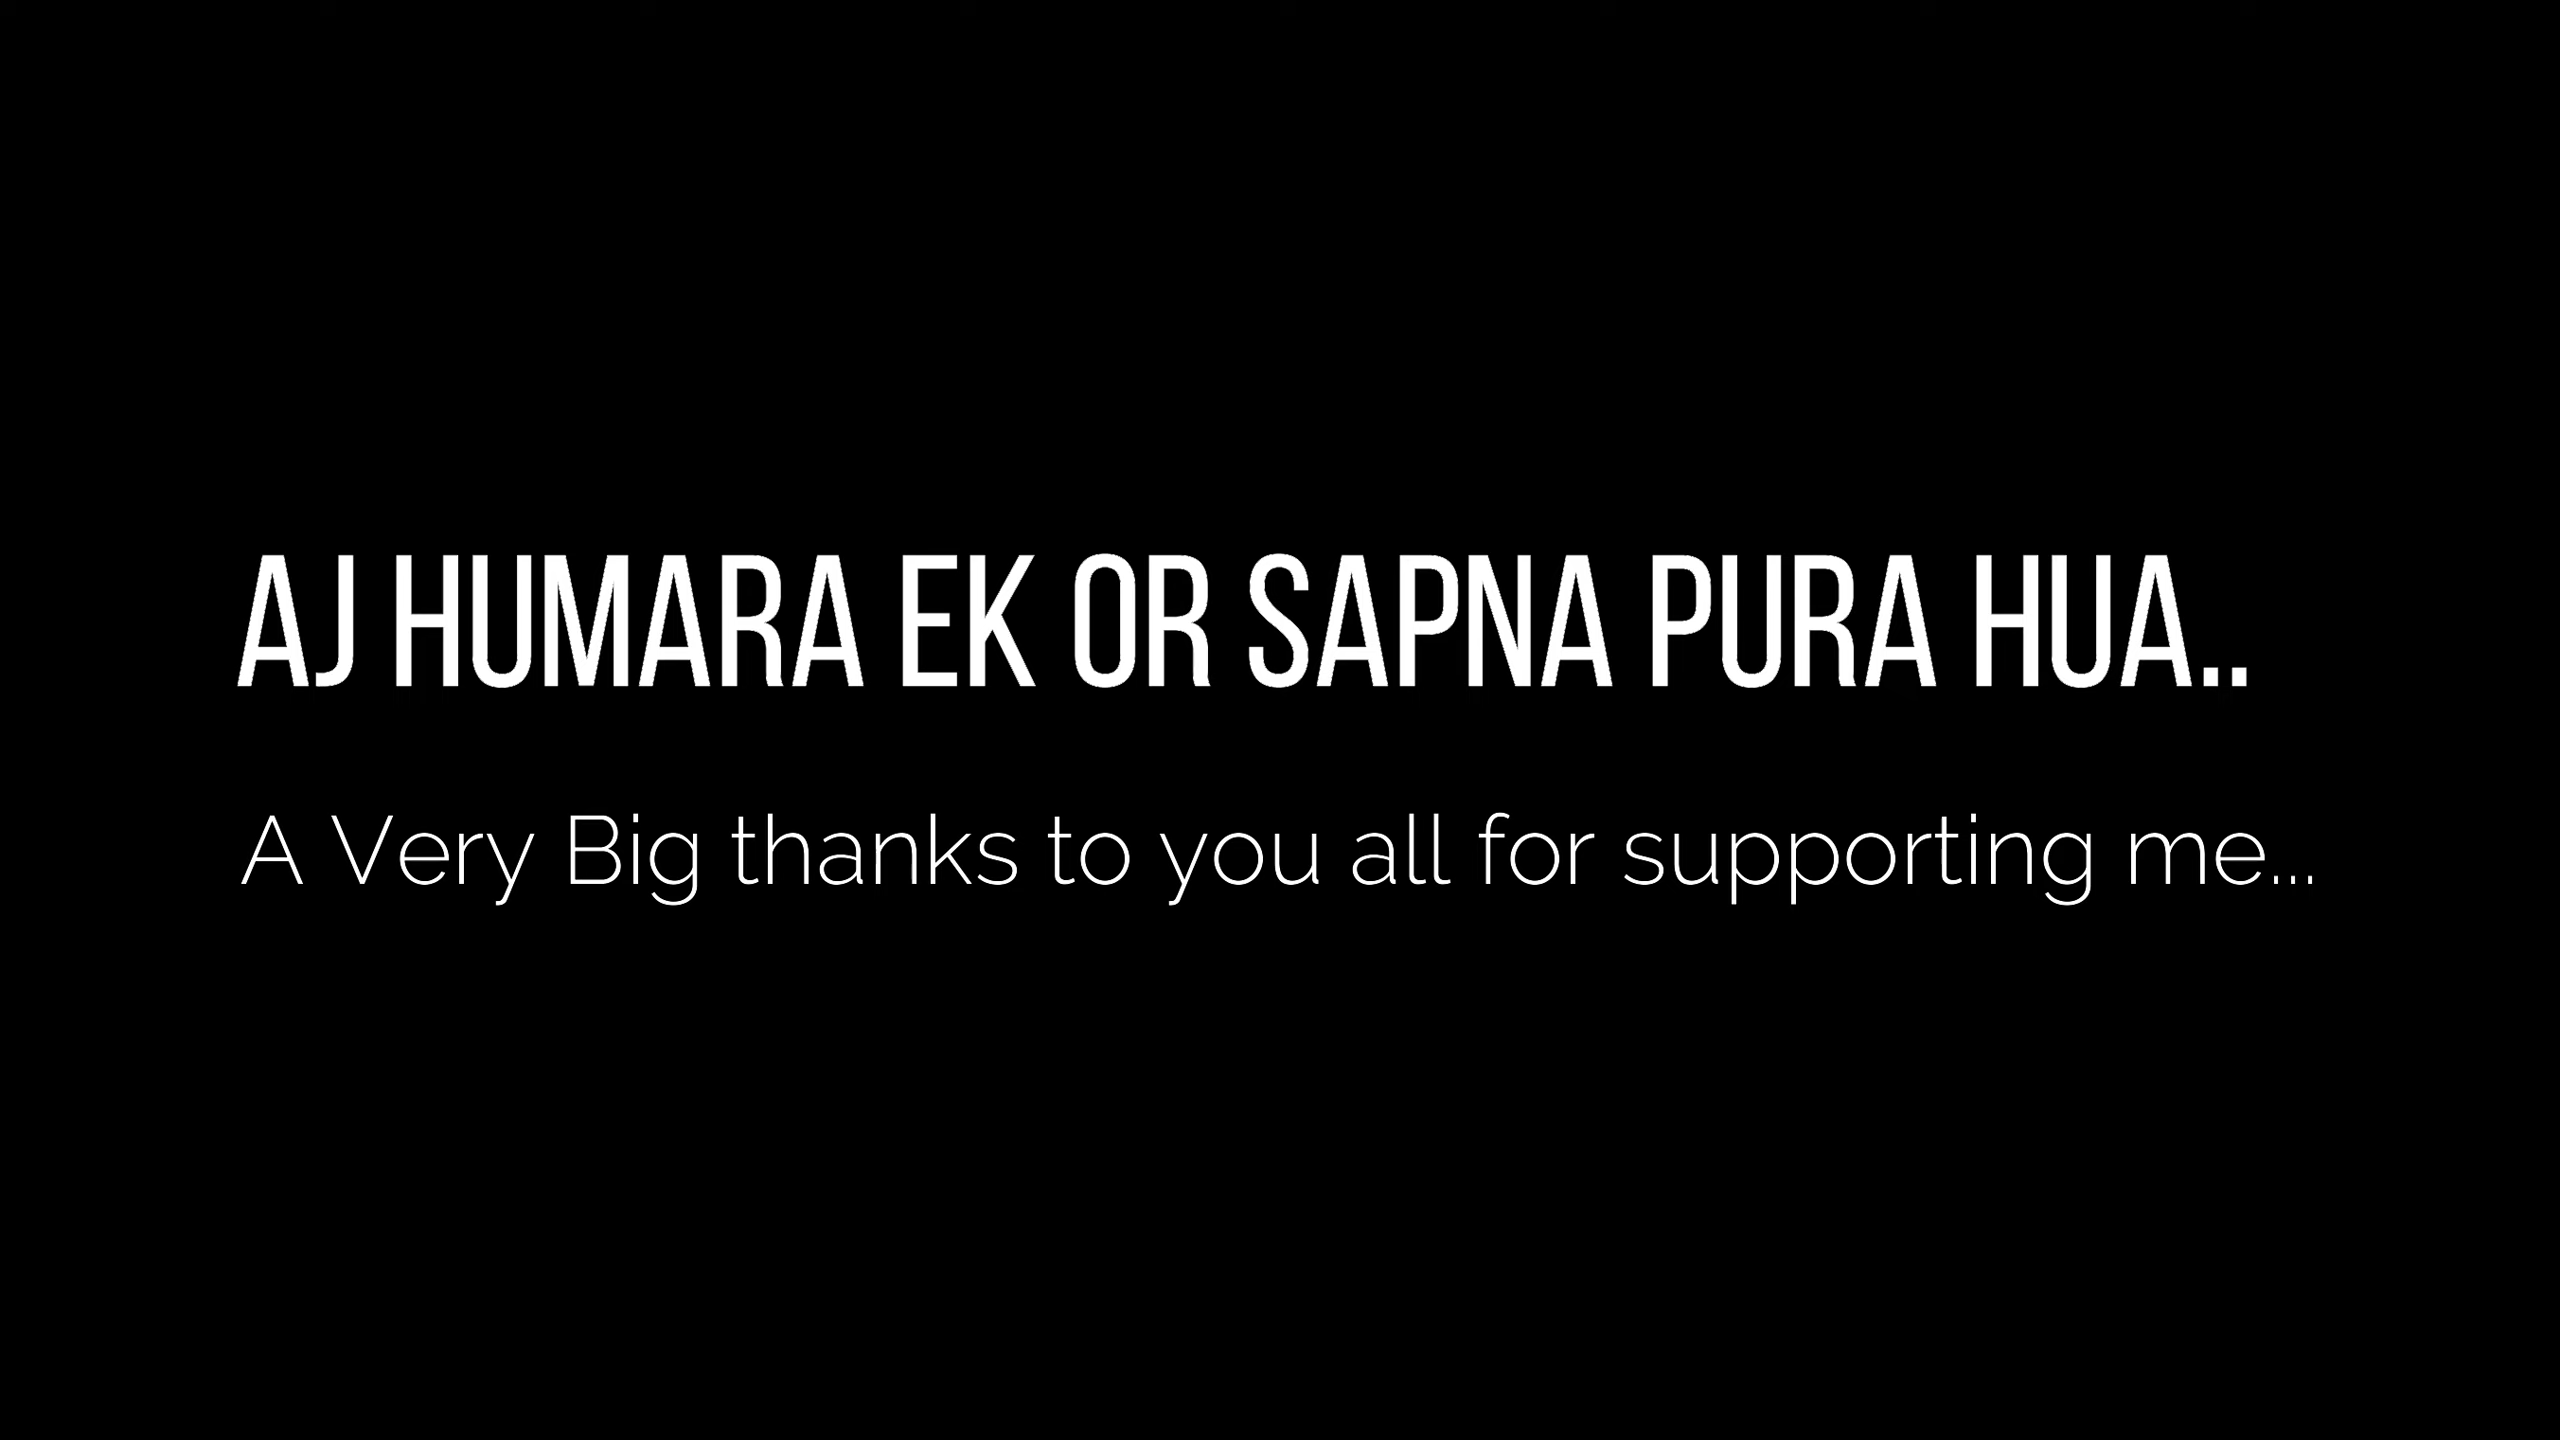 AJ HUMARA EK OR SAPNA PURA HUA..
A Very Big thanks to you all for supporting me...